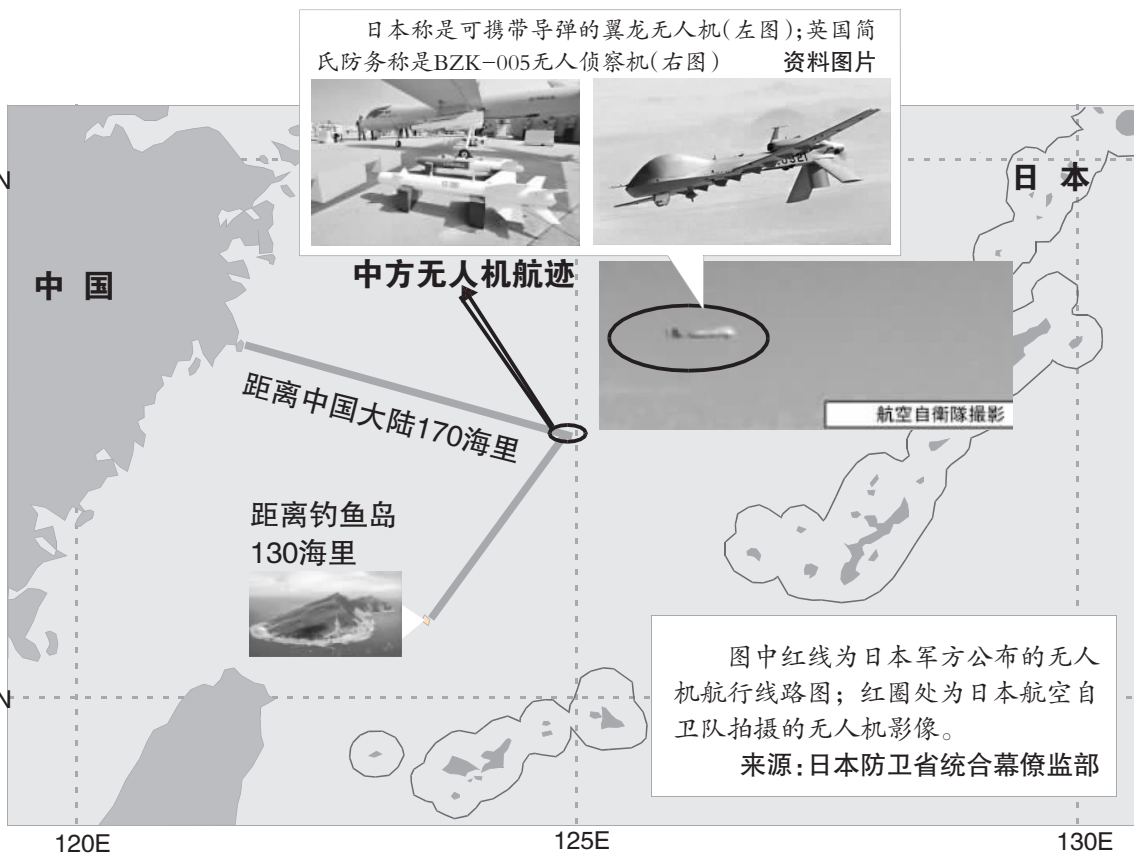 日本称是可携带导弹的翼龙无人机(左图);英国简
氏防务称是BZK-005无人侦察机(右图) 资料图片
日 本
N
中 国
中方无人机航迹
航空自衛隊撮影
距离中国大陆170海里
距离钓鱼岛
130海里
图中红线为日本军方公布的无人
机航行线路图；红圈处为日本航空自
卫队拍摄的无人机影像。
来源:日本防卫省统合幕僚监部
N
120E
125E
130E